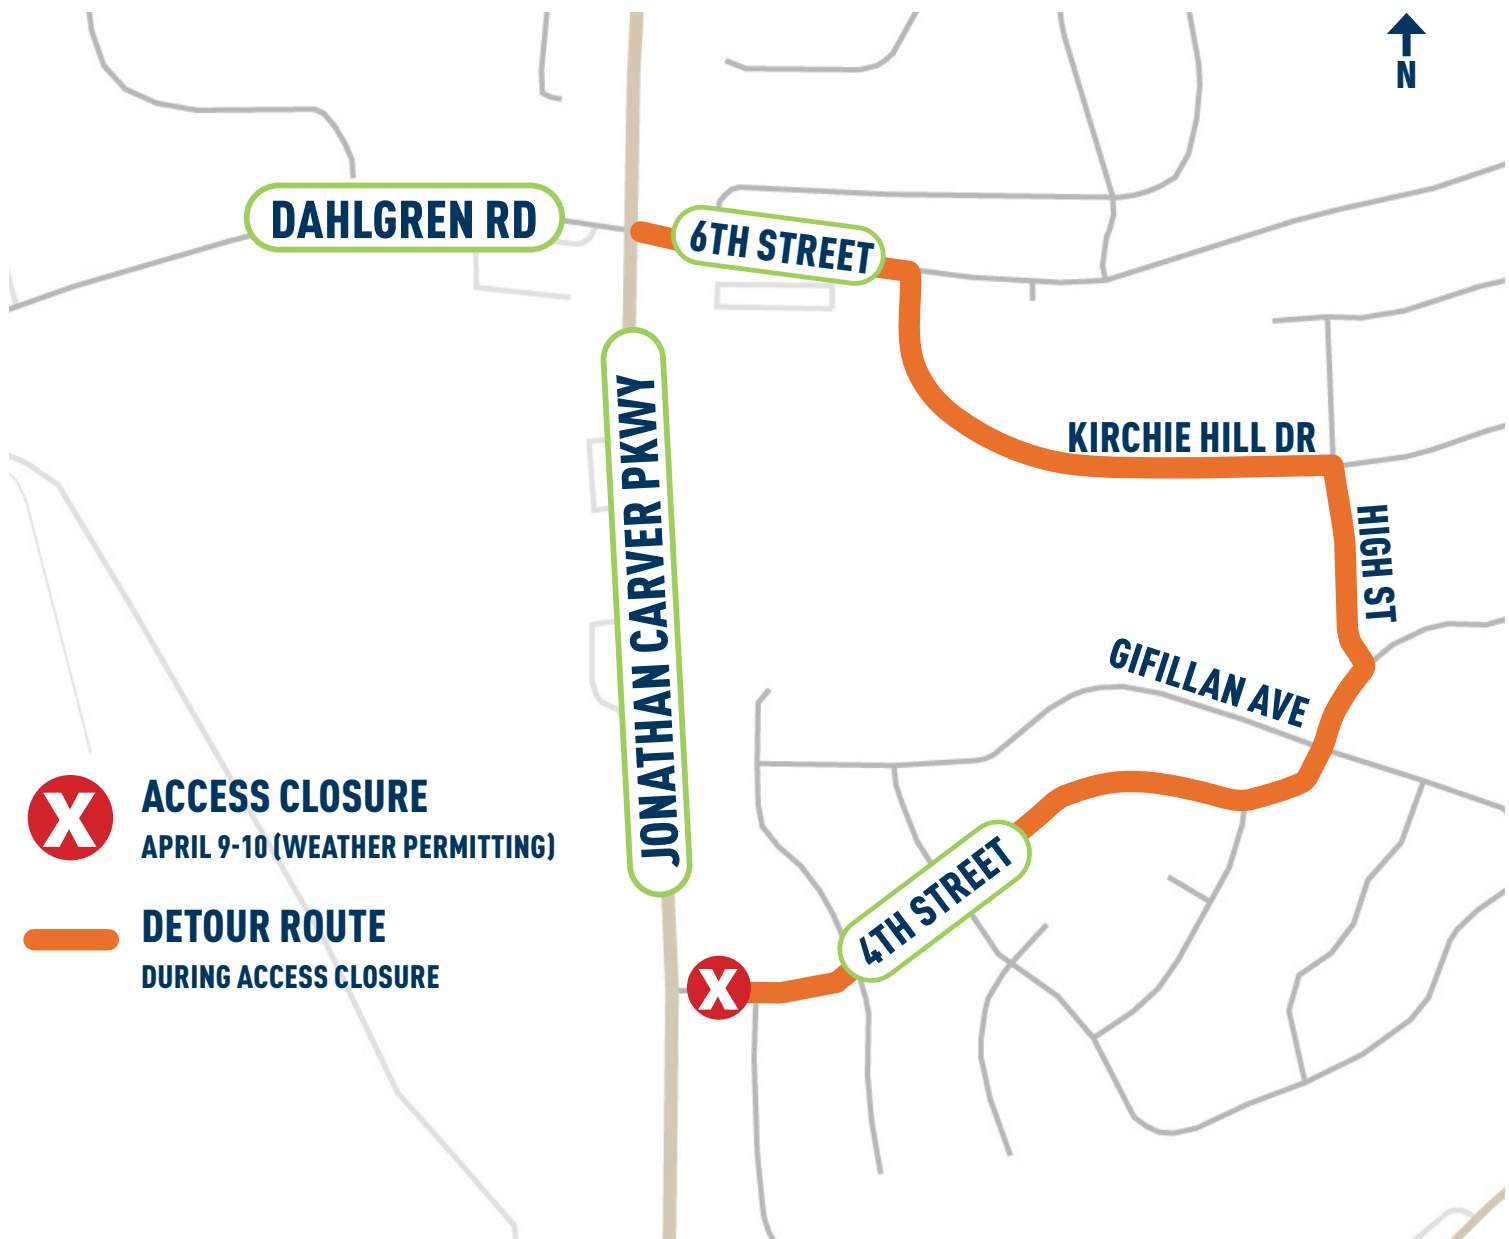 N
DAHLGREN RD
6TH STREET
JONATHAN CARVER PKWY
KIRCHIE HILL DR
HIGH ST
GIFILLAN AVE
4TH STREET
X
X
ACCESS CLOSURE
APRIL 9-10 (WEATHER PERMITTING)
DETOUR ROUTE
DURING ACCESS CLOSURE